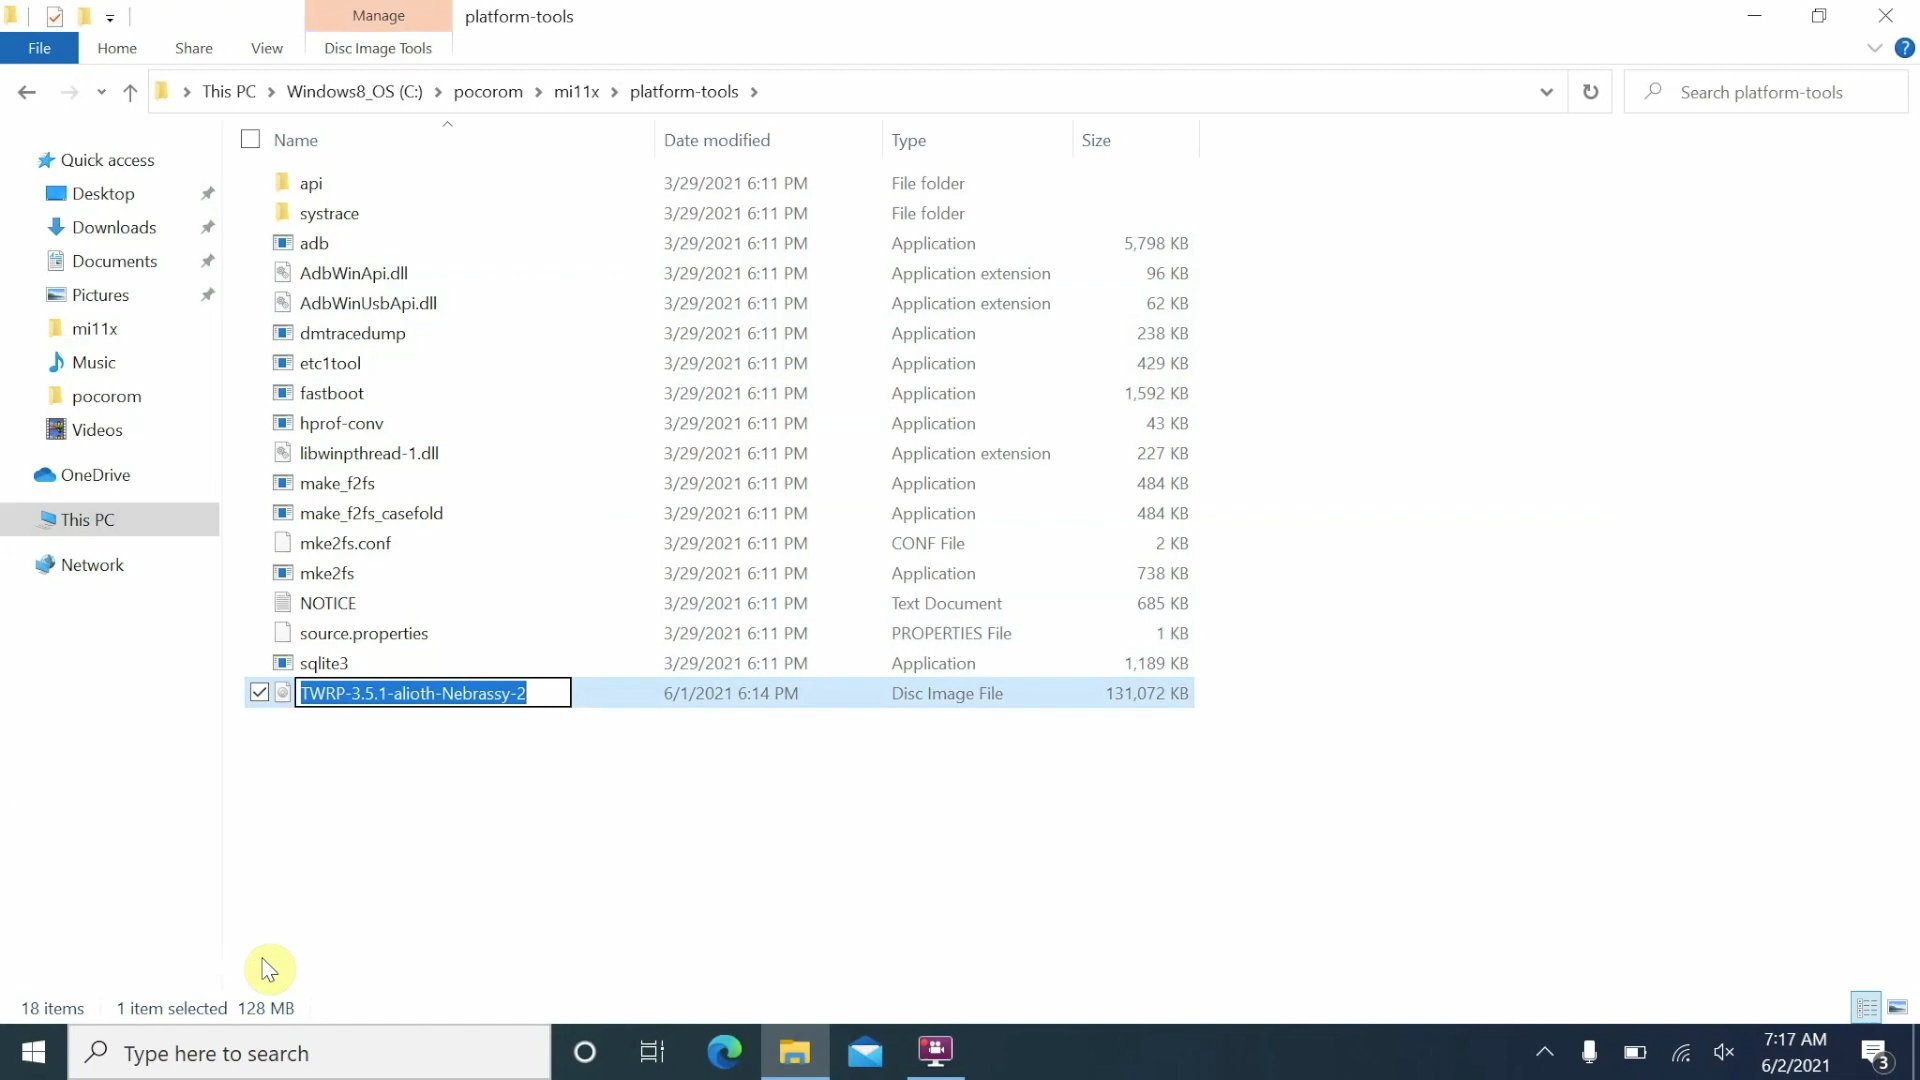 Manage platform-tools
File Home Share View Disc Image Tools
This PC Windows8_OS (C:) pocorom mi11x platform-tools Search platform-tools
Name Date modified Type Size
Quick access
Desktop
Downloads
Documents
Pictures
mi11x
Music
pocorom
Videos
OneDrive
This PC
Network
api 3/29/2021 6:11 PM File folder
systrace 3/29/2021 6:11 PM File folder
adb 3/29/2021 6:11 PM Application 5,798 KB
AdbWinApi.dll 3/29/2021 6:11 PM Application extension 96 KB
AdbWinUsbApi.dll 3/29/2021 6:11 PM Application extension 62 KB
dmtracedump 3/29/2021 6:11 PM Application 238 KB
etc1tool 3/29/2021 6:11 PM Application 429 KB
fastboot 3/29/2021 6:11 PM Application 1,592 KB
hprof-conv 3/29/2021 6:11 PM Application 43 KB
libwinpthread-1.dll 3/29/2021 6:11 PM Application extension 227 KB
make_f2fs 3/29/2021 6:11 PM Application 484 KB
make_f2fs_casefold 3/29/2021 6:11 PM Application 484 KB
mke2fs.conf 3/29/2021 6:11 PM CONF File 2 KB
mke2fs 3/29/2021 6:11 PM Application 738 KB
NOTICE 3/29/2021 6:11 PM Text Document 685 KB
source.properties 3/29/2021 6:11 PM PROPERTIES File 1 KB
sqlite3 3/29/2021 6:11 PM Application 1,189 KB
TWRP-3.5.1-alioth-Nebrassy-2 6/1/2021 6:14 PM Disc Image File 131,072 KB
18 items 1 item selected 128 MB
Type here to search
7:17 AM
6/2/2021
3